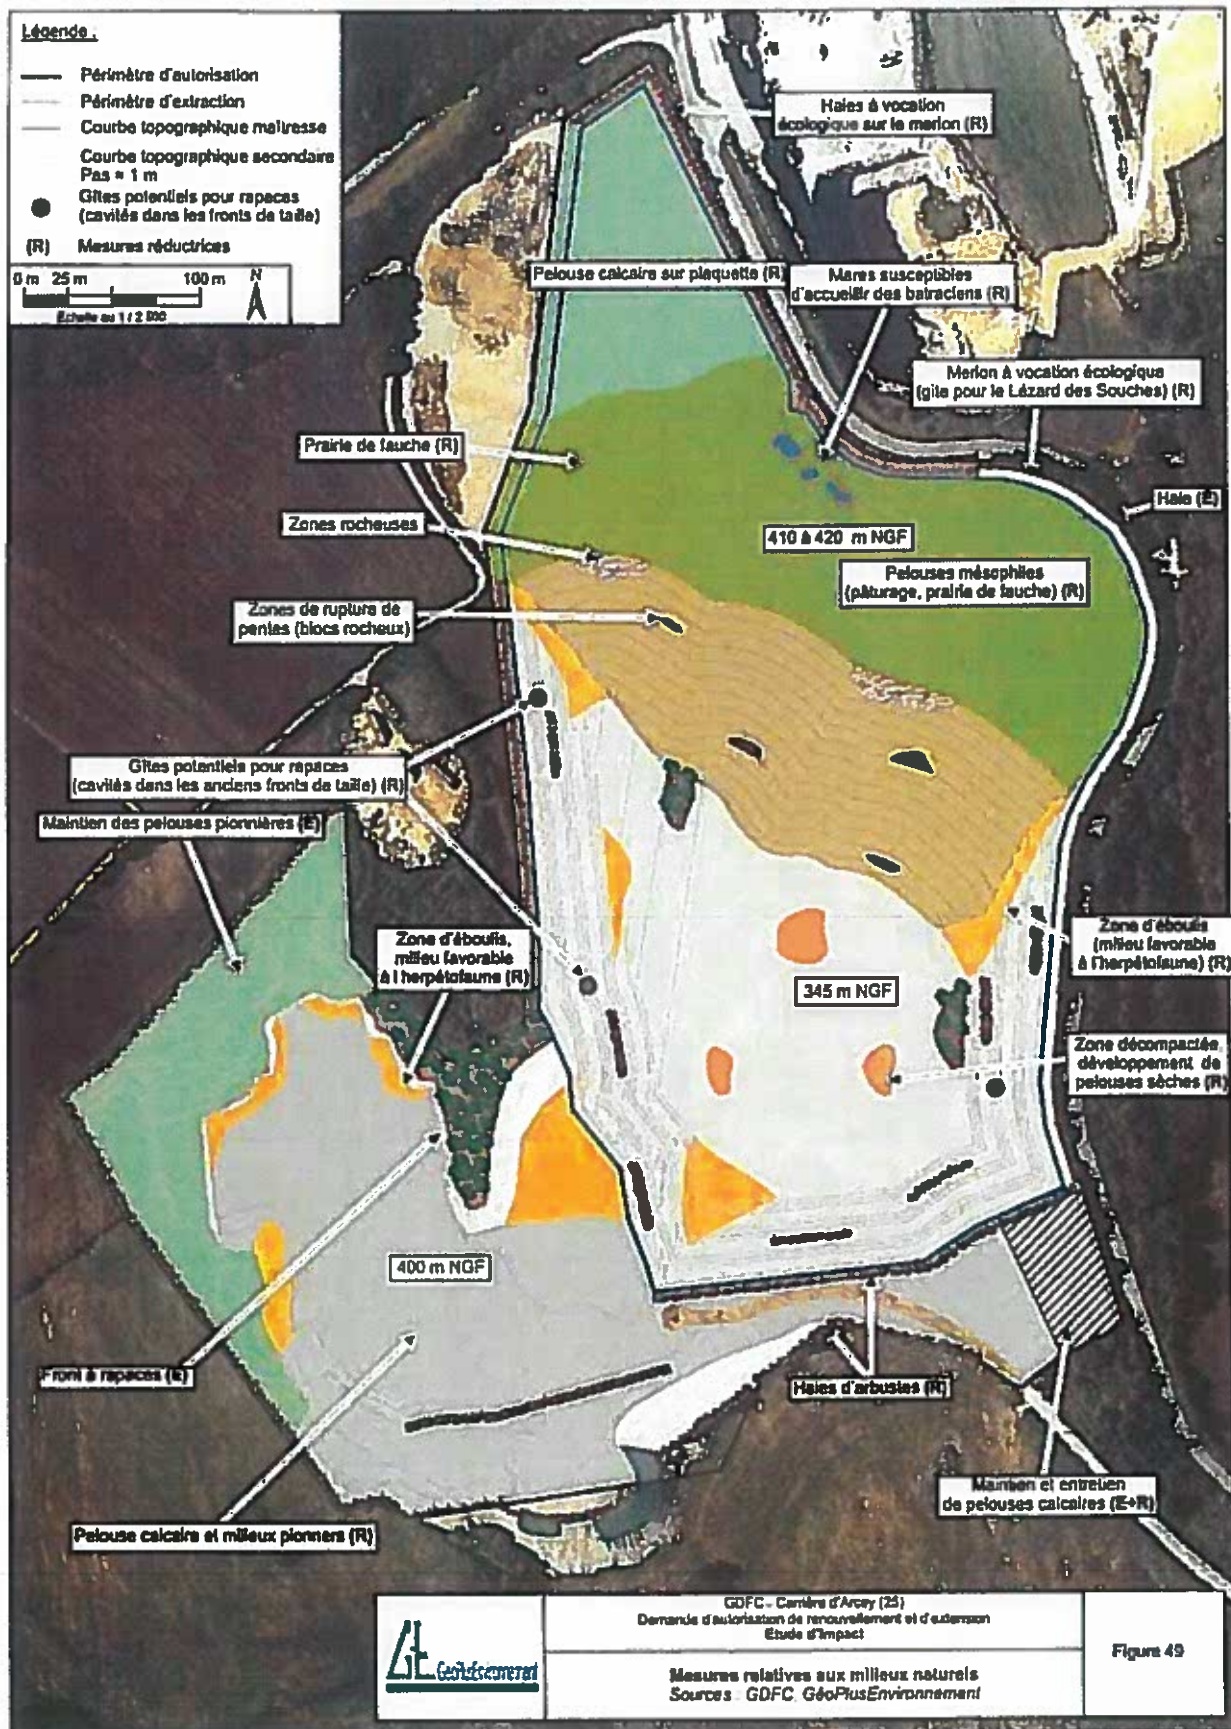 Légende :
Périmètre d'autorisation
Périmètre d'extraction
Courbe topographique maîtresse
Courbe topographique secondaire
Pas = 1 m
Gîtes potentiels pour rapaces
(cavités dans les fronts de taille)
(R) Mesures réductrices
0 m 25 m 100 m N
Echelle au 1 / 2 500
Haies à vocation
écologique sur le merlon (R)
Pelouse calcaire sur plaquette (R)
Mares susceptibles
d'accueillir des batraciens (R)
Merlon à vocation écologique
(gîte pour le Lézard des Souches) (R)
Prairie de fauche (R)
Haie (E)
Zones rocheuses
410 à 420 m NGF
Pelouses mésophiles
(pâturage, prairie de fauche) (R)
Zones de rupture de
pentes (blocs rocheux)
Gîtes potentiels pour rapaces
(cavités dans les anciens fronts de taille) (R)
Maintien des pelouses pionnières (E)
Zone d'éboulis,
milieu favorable
à l'herpétofaune (R)
Zone d'éboulis
(milieu favorable
à l'herpétofaune) (R)
345 m NGF
Zone décompactée,
développement de
pelouses sèches (R)
400 m NGF
Front à rapaces (E)
Haies d'arbustes (R)
Maintien et entretien
de pelouses calcaires (E+R)
Pelouse calcaire et milieux pionners (R)
GéoPlusEnvironnement
GDFC - Carrière d'Arcey (25)
Demande d'autorisation de renouvellement et d'extension
Etude d'Impact
Mesures relatives aux milieux naturels
Sources : GDFC, GéoPlusEnvironnement
Figure 49